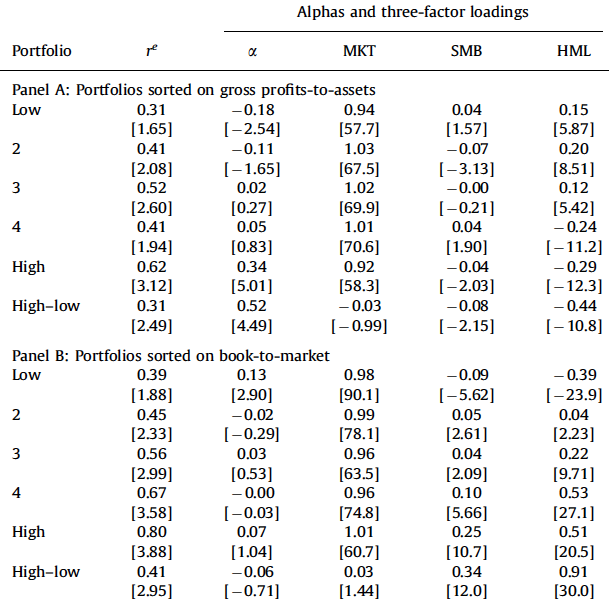 Alphas and three-factor loadings
Portfolio rᵉ α MKT SMB HML
Panel A: Portfolios sorted on gross profits-to-assets
Low 0.31 −0.18 0.94 0.04 0.15
[1.65] [−2.54] [57.7] [1.57] [5.87]
2 0.41 −0.11 1.03 −0.07 0.20
[2.08] [−1.65] [67.5] [−3.13] [8.51]
3 0.52 0.02 1.02 −0.00 0.12
[2.60] [0.27] [69.9] [−0.21] [5.42]
4 0.41 0.05 1.01 0.04 −0.24
[1.94] [0.83] [70.6] [1.90] [−11.2]
High 0.62 0.34 0.92 −0.04 −0.29
[3.12] [5.01] [58.3] [−2.03] [−12.3]
High–low 0.31 0.52 −0.03 −0.08 −0.44
[2.49] [4.49] [−0.99] [−2.15] [−10.8]
Panel B: Portfolios sorted on book-to-market
Low 0.39 0.13 0.98 −0.09 −0.39
[1.88] [2.90] [90.1] [−5.62] [−23.9]
2 0.45 −0.02 0.99 0.05 0.04
[2.33] [−0.29] [78.1] [2.61] [2.23]
3 0.56 0.03 0.96 0.04 0.22
[2.99] [0.53] [63.5] [2.09] [9.71]
4 0.67 −0.00 0.96 0.10 0.53
[3.58] [−0.03] [74.8] [5.66] [27.1]
High 0.80 0.07 1.01 0.25 0.51
[3.88] [1.04] [60.7] [10.7] [20.5]
High–low 0.41 −0.06 0.03 0.34 0.91
[2.95] [−0.71] [1.44] [12.0] [30.0]